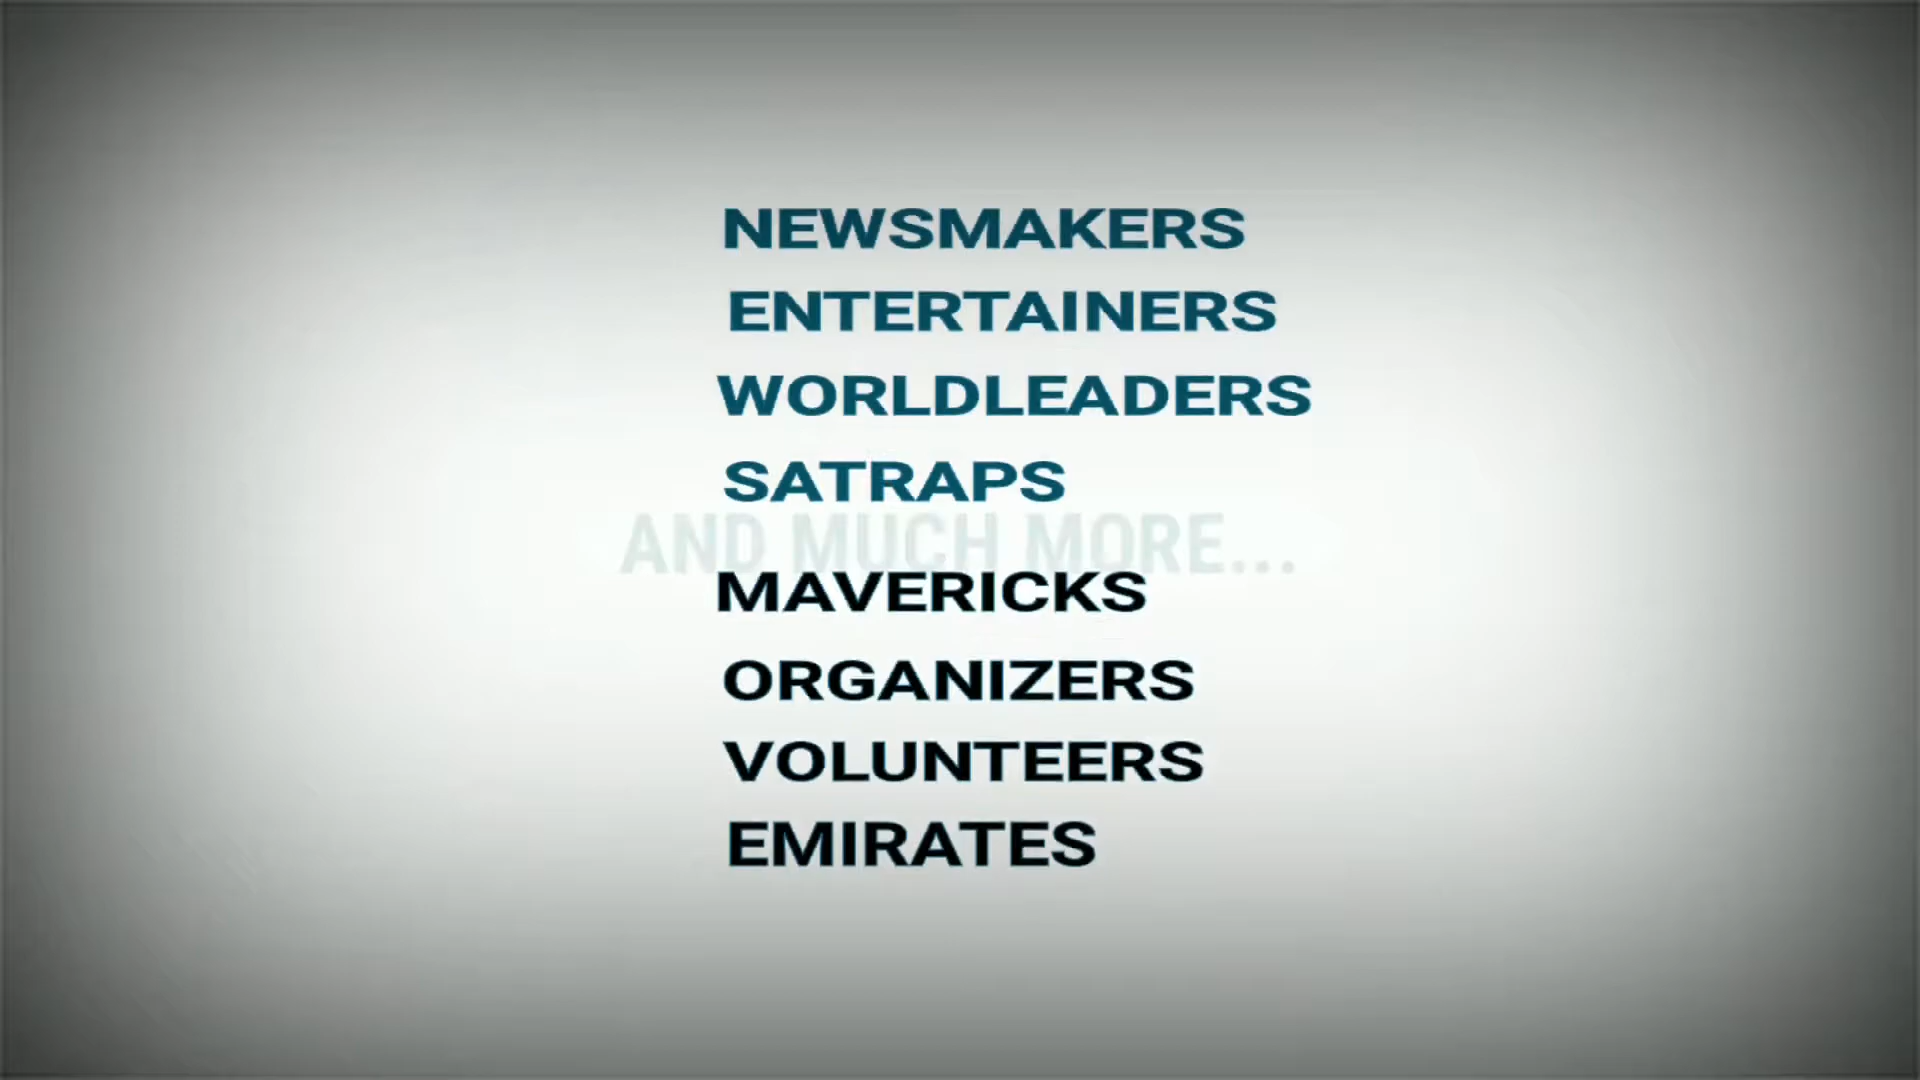 NEWSMAKERS
ENTERTAINERS
WORLDLEADERS
SATRAPS
AND MUCH MORE...
MAVERICKS
ORGANIZERS
VOLUNTEERS
EMIRATES